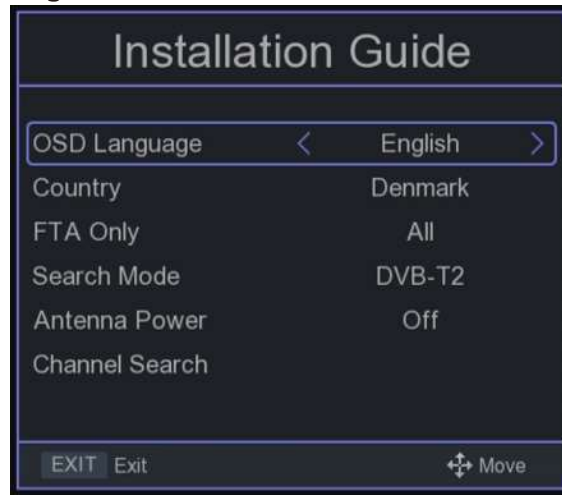 Installation Guide
OSD Language < English >
Country Denmark
FTA Only All
Search Mode DVB-T2
Antenna Power Off
Channel Search
EXIT Exit Move